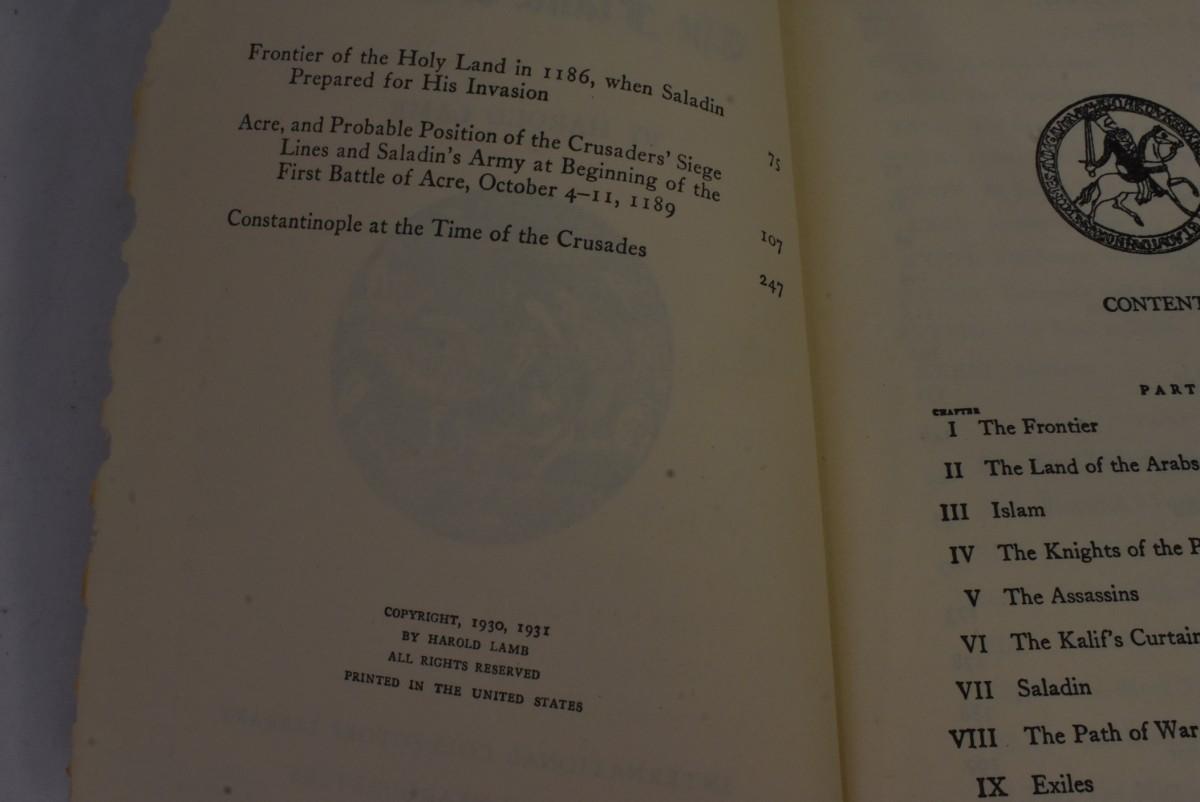 Frontier of the Holy Land in 1186, when Saladin
Prepared for His Invasion
75
Acre, and Probable Position of the Crusaders' Siege
Lines and Saladin's Army at Beginning of the
First Battle of Acre, October 4–11, 1189
107
Constantinople at the Time of the Crusades
247
COPYRIGHT, 1930, 1931
BY HAROLD LAMB
ALL RIGHTS RESERVED
PRINTED IN THE UNITED STATES
CONTENT
PART
CHAPTER
I The Frontier
II The Land of the Arabs
III Islam
IV The Knights of the P
V The Assassins
VI The Kalif's Curtain
VII Saladin
VIII The Path of War
IX Exiles